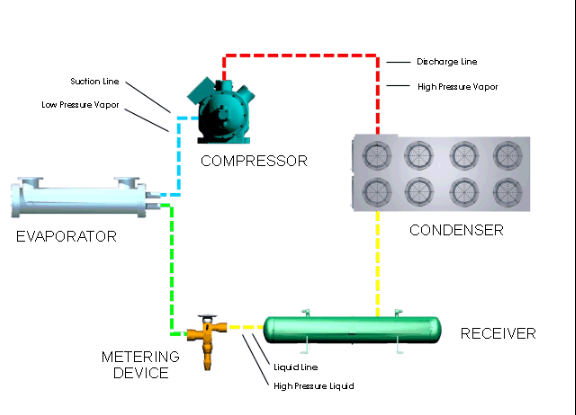 Discharge Line
High Pressure Vapor
Suction Line
Low Pressure Vapor
COMPRESSOR
EVAPORATOR
CONDENSER
RECEIVER
METERING
DEVICE
Liquid Line
High Pressure Liquid